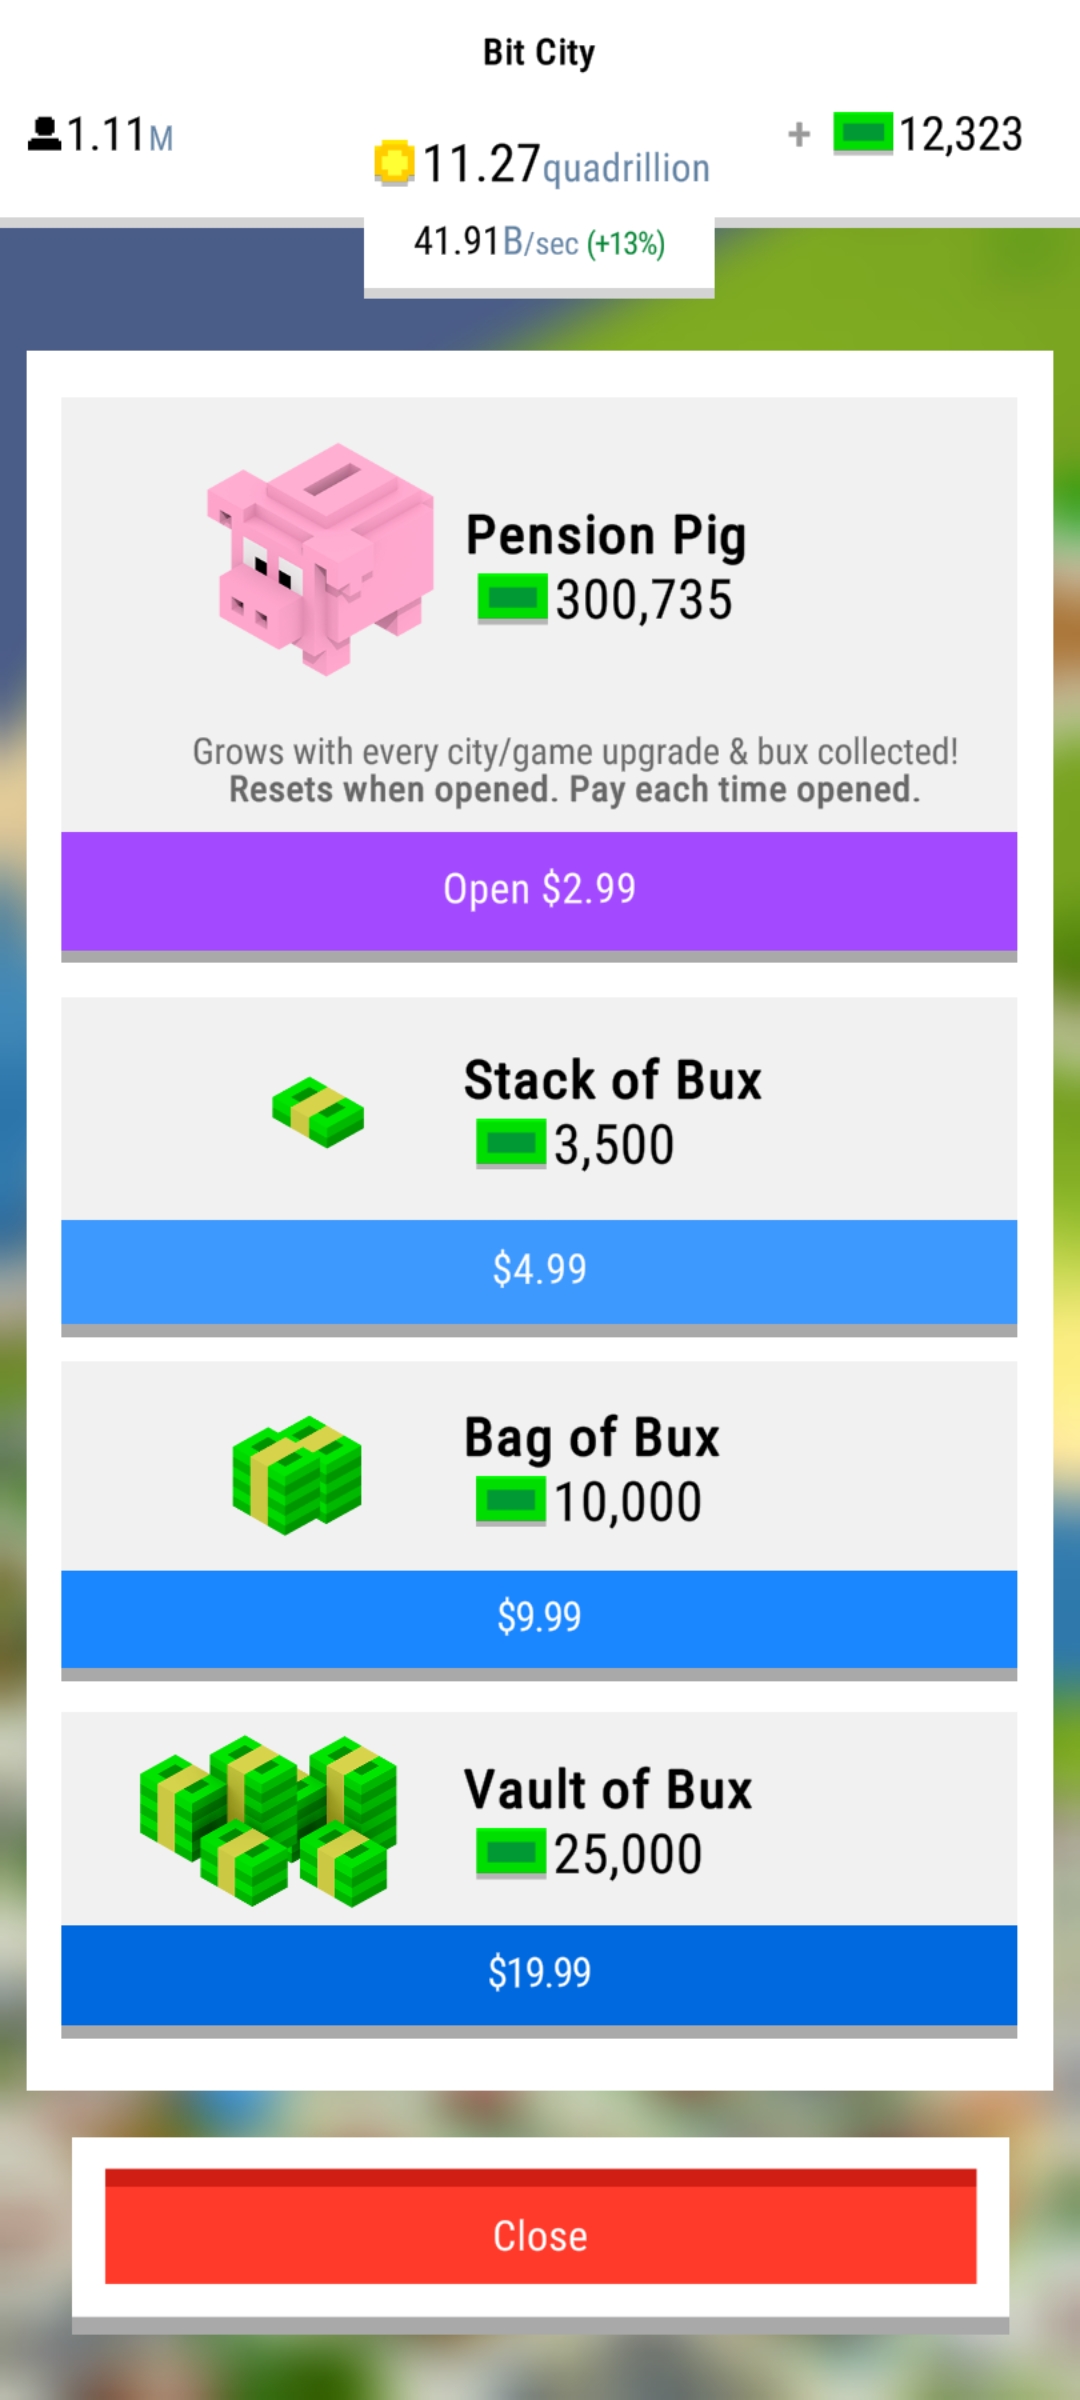 Bit City
1.11M
11.27quadrillion
+ 12,323
41.91B/sec (+13%)
Pension Pig
300,735
Grows with every city/game upgrade & bux collected!
Resets when opened. Pay each time opened.
Open $2.99
Stack of Bux
3,500
$4.99
Bag of Bux
10,000
$9.99
Vault of Bux
25,000
$19.99
Close